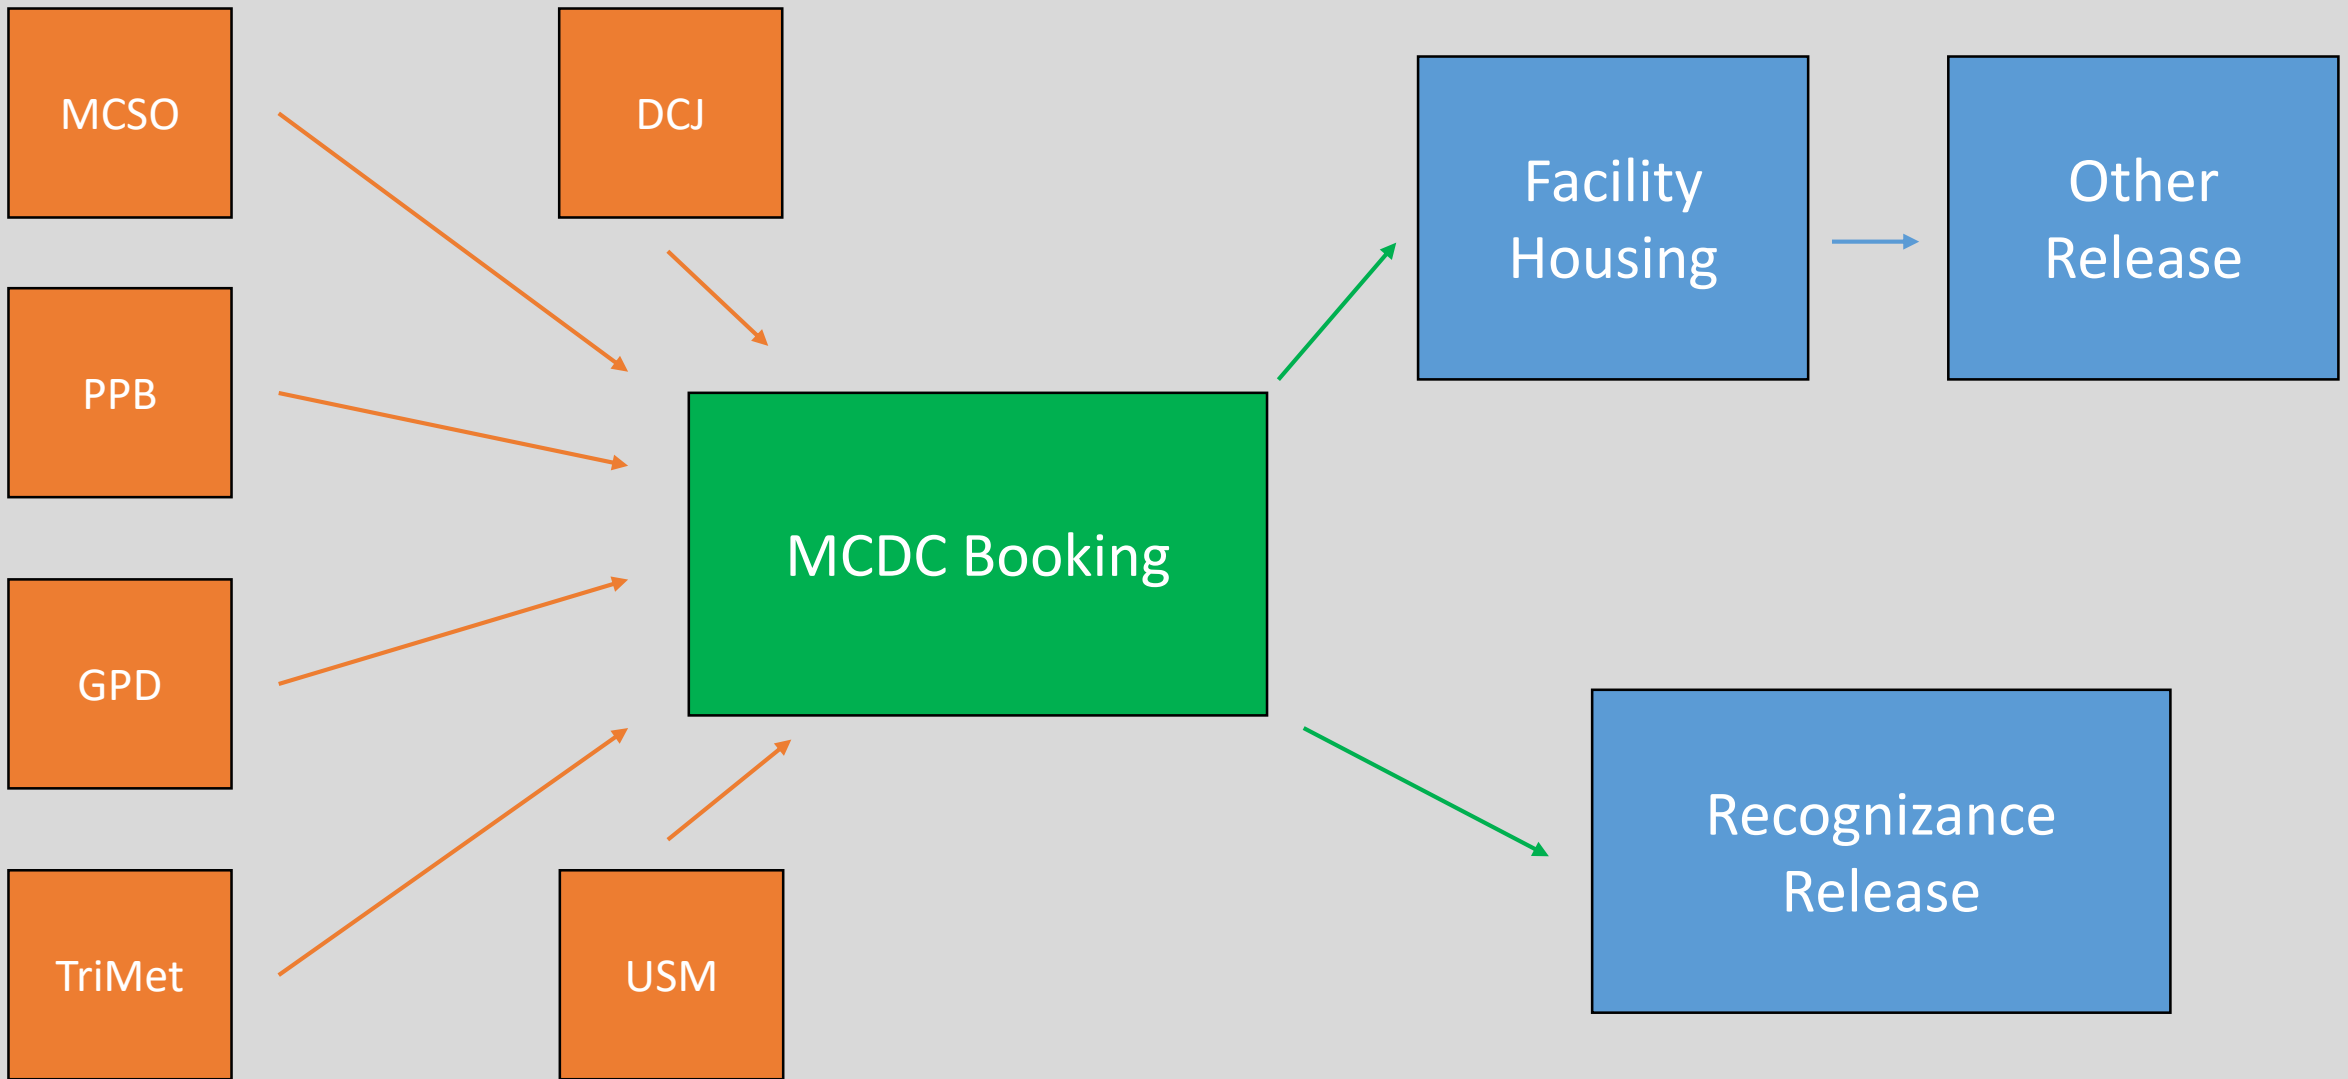 MCSO
DCJ
Facility
Housing
Other
Release
PPB
MCDC Booking
GPD
Recognizance
Release
TriMet
USM